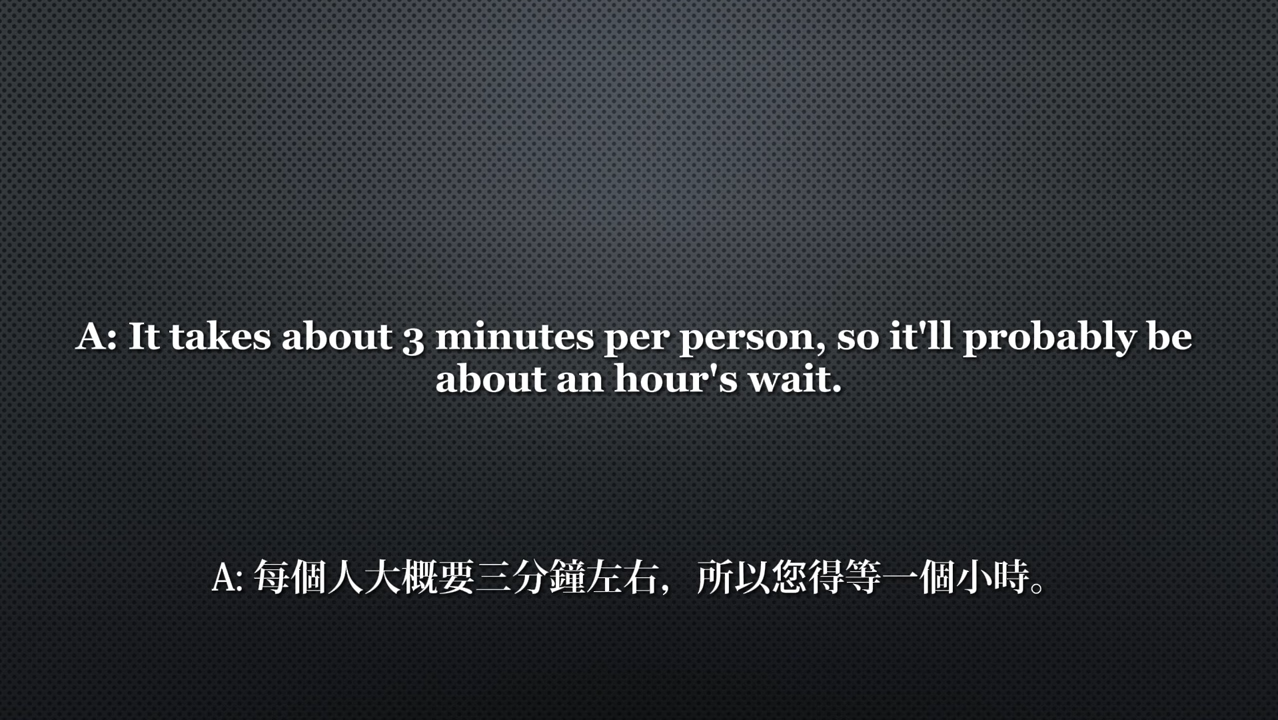 A: It takes about 3 minutes per person, so it'll probably be
about an hour's wait.
A: 每個人大概要三分鐘左右，所以您得等一個小時。